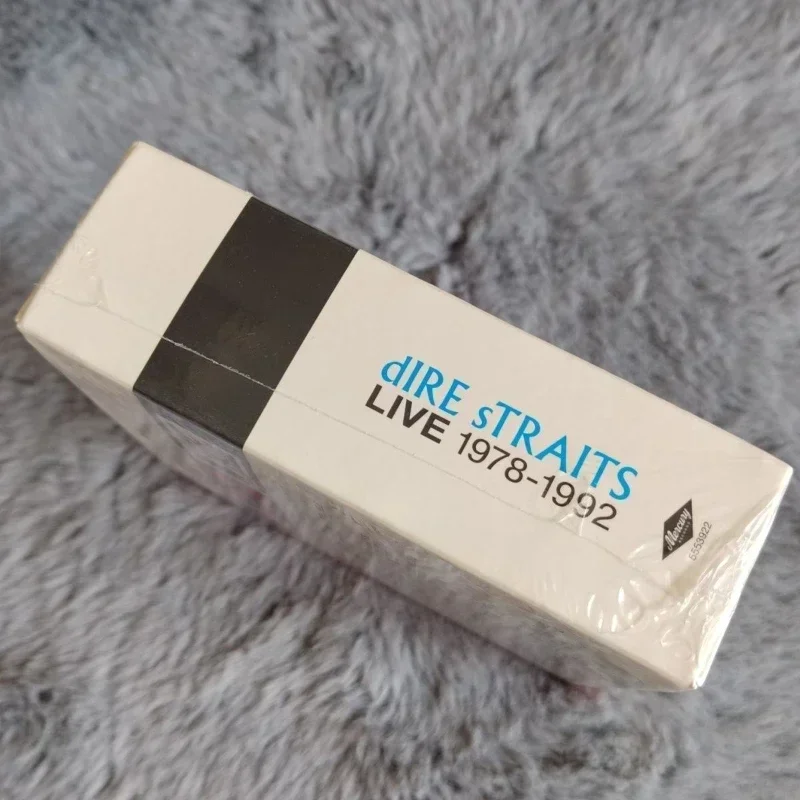 dIRE sTRAITS
LIVE 1978-1992
Mercury
5553922